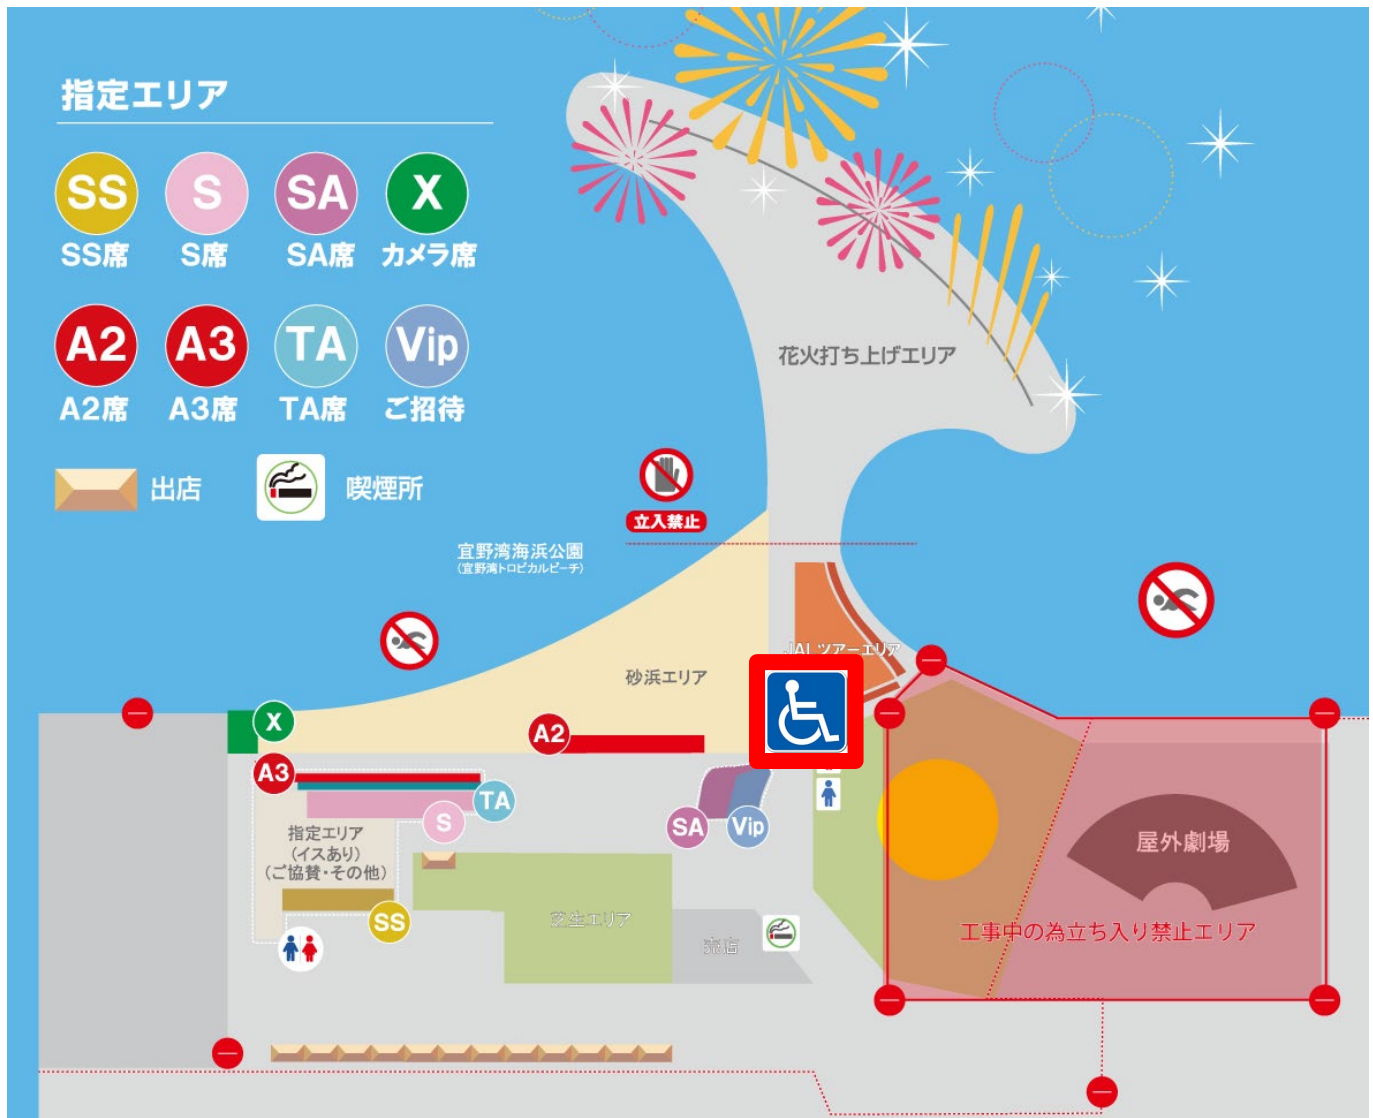 指定エリア
SS
S
SA
X
SS席
S席
SA席
カメラ席
A2
A3
TA
Vip
A2席
A3席
TA席
ご招待
出店
喫煙所
花火打ち上げエリア
立入禁止
宜野湾海浜公園
(宜野湾トロピカルビーチ)
JALツアーエリア
砂浜エリア
X
A2
A3
TA
S
SA
Vip
指定エリア
(イスあり)
(ご協賛・その他)
SS
芝生エリア
売店
屋外劇場
工事中の為立ち入り禁止エリア